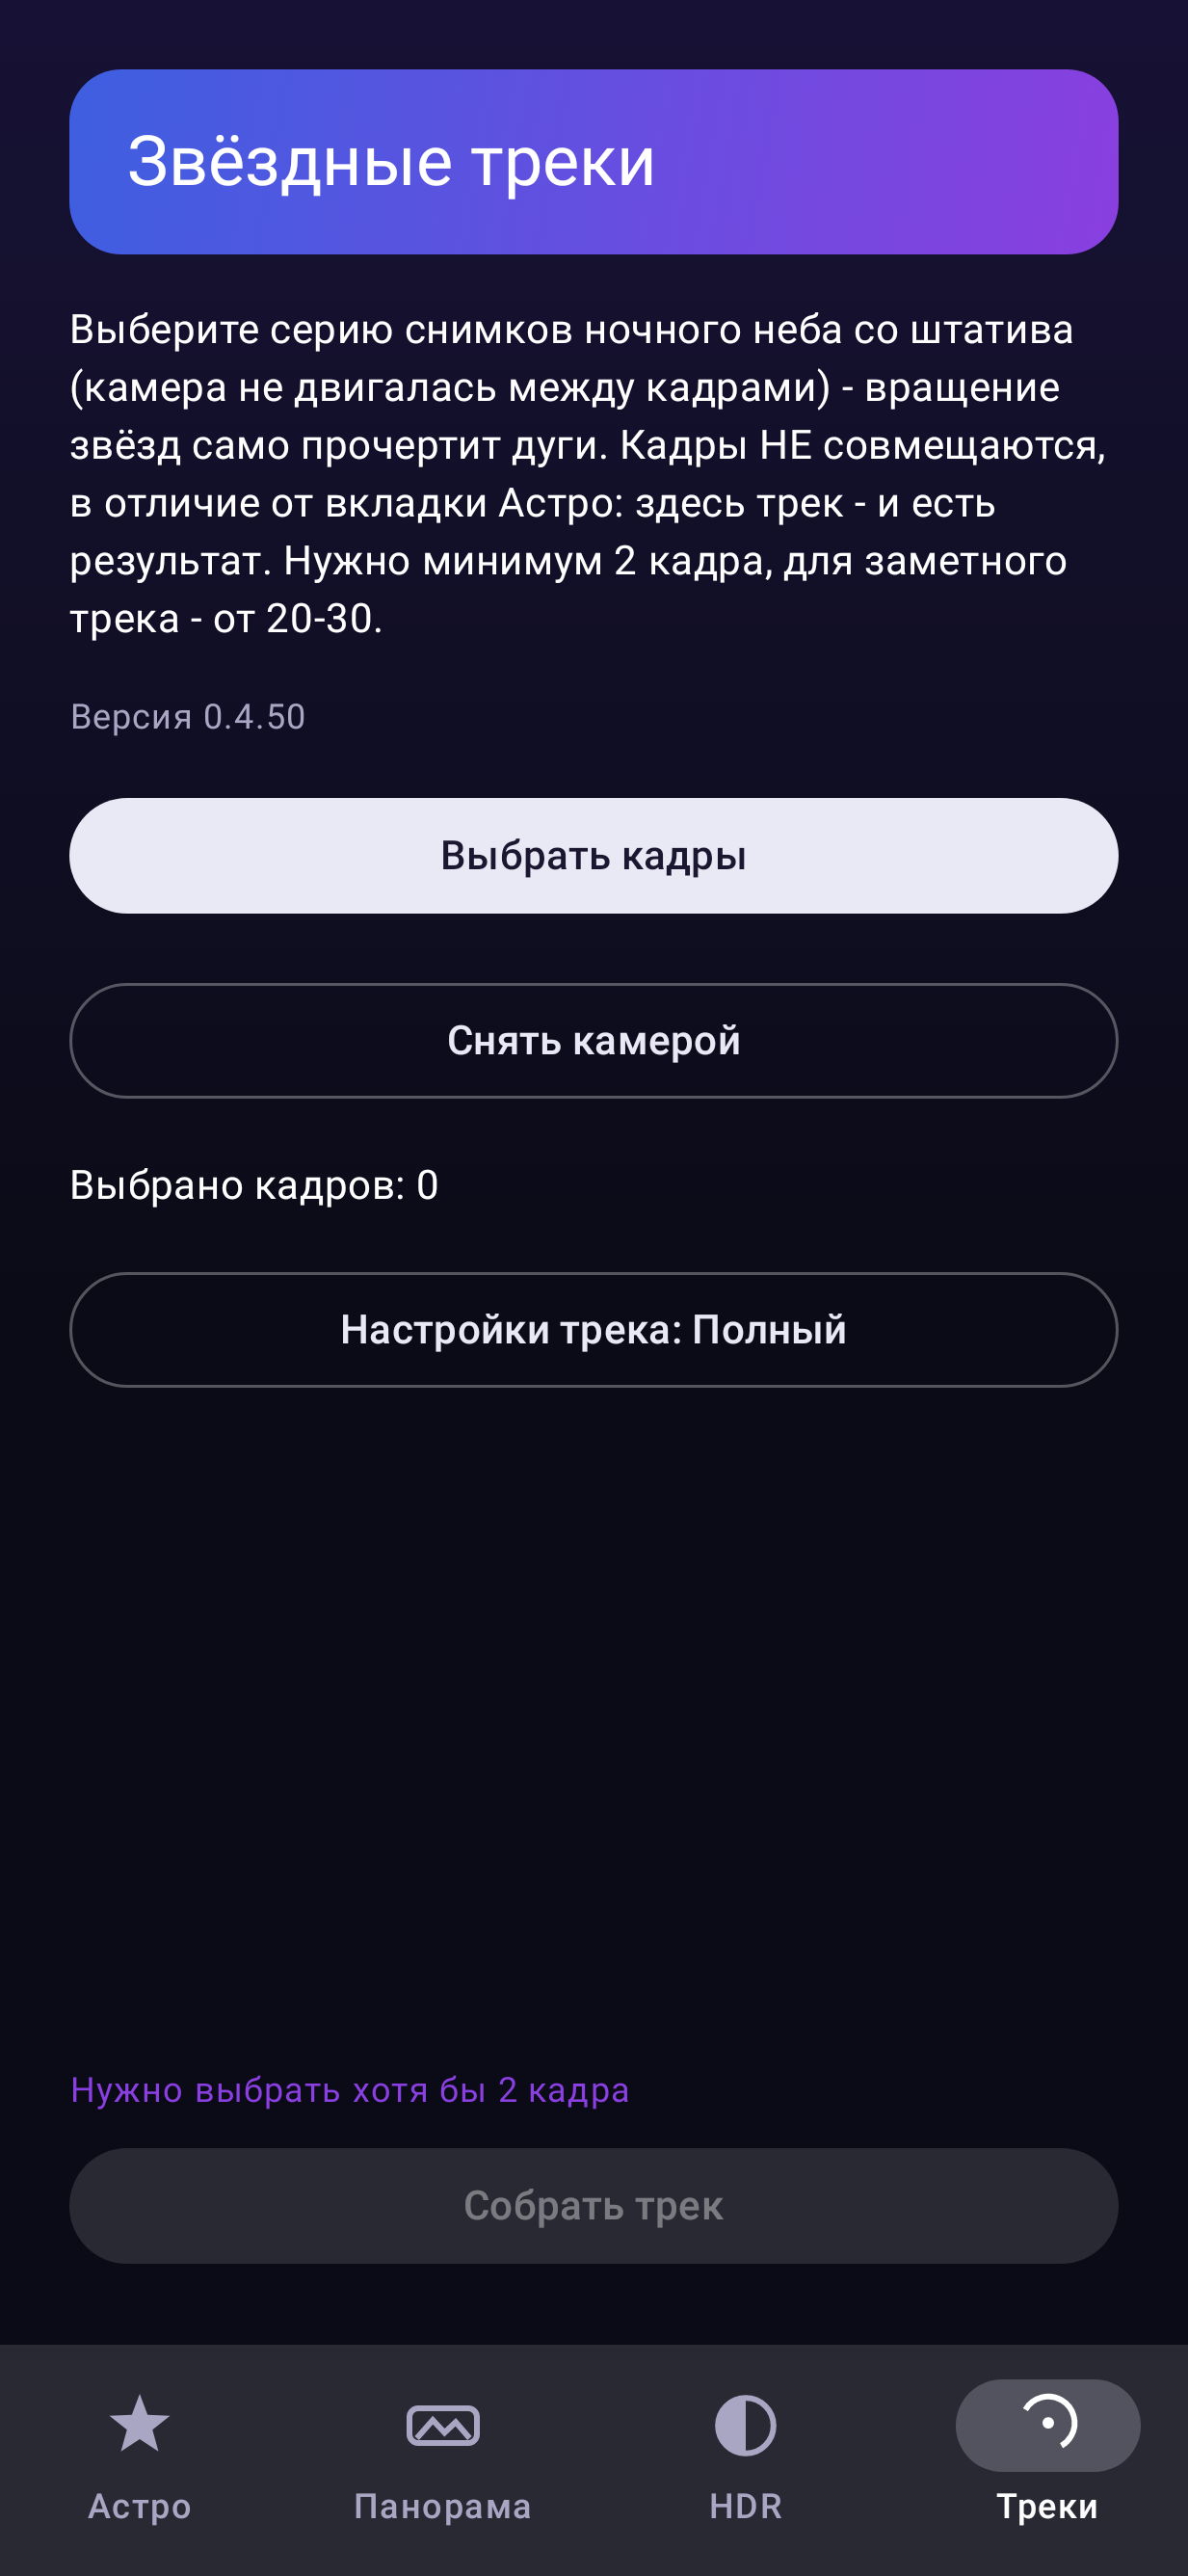 Звёздные треки
Выберите серию снимков ночного неба со штатива
(камера не двигалась между кадрами) - вращение
звёзд само прочертит дуги. Кадры НЕ совмещаются,
в отличие от вкладки Астро: здесь трек - и есть
результат. Нужно минимум 2 кадра, для заметного
трека - от 20-30.
Версия 0.4.50
Выбрать кадры
Снять камерой
Выбрано кадров: 0
Настройки трека: Полный
Нужно выбрать хотя бы 2 кадра
Собрать трек
Астро
Панорама
HDR
Треки